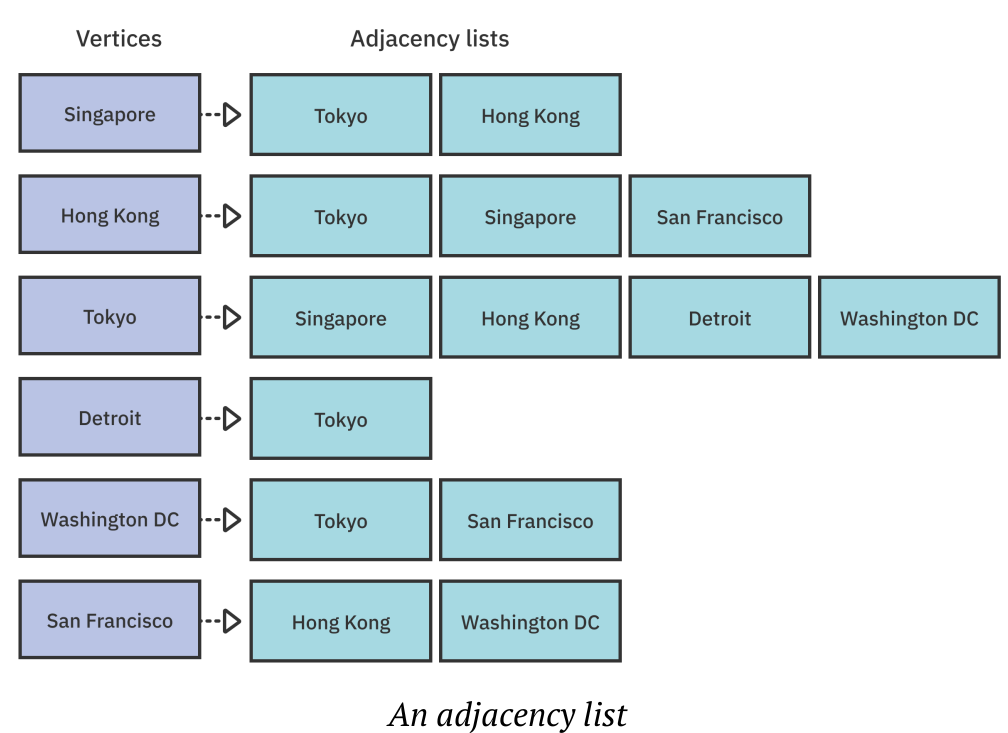 Vertices Adjacency lists
Singapore Tokyo Hong Kong
Hong Kong Tokyo Singapore San Francisco
Tokyo Singapore Hong Kong Detroit Washington DC
Detroit Tokyo
Washington DC Tokyo San Francisco
San Francisco Hong Kong Washington DC
An adjacency list